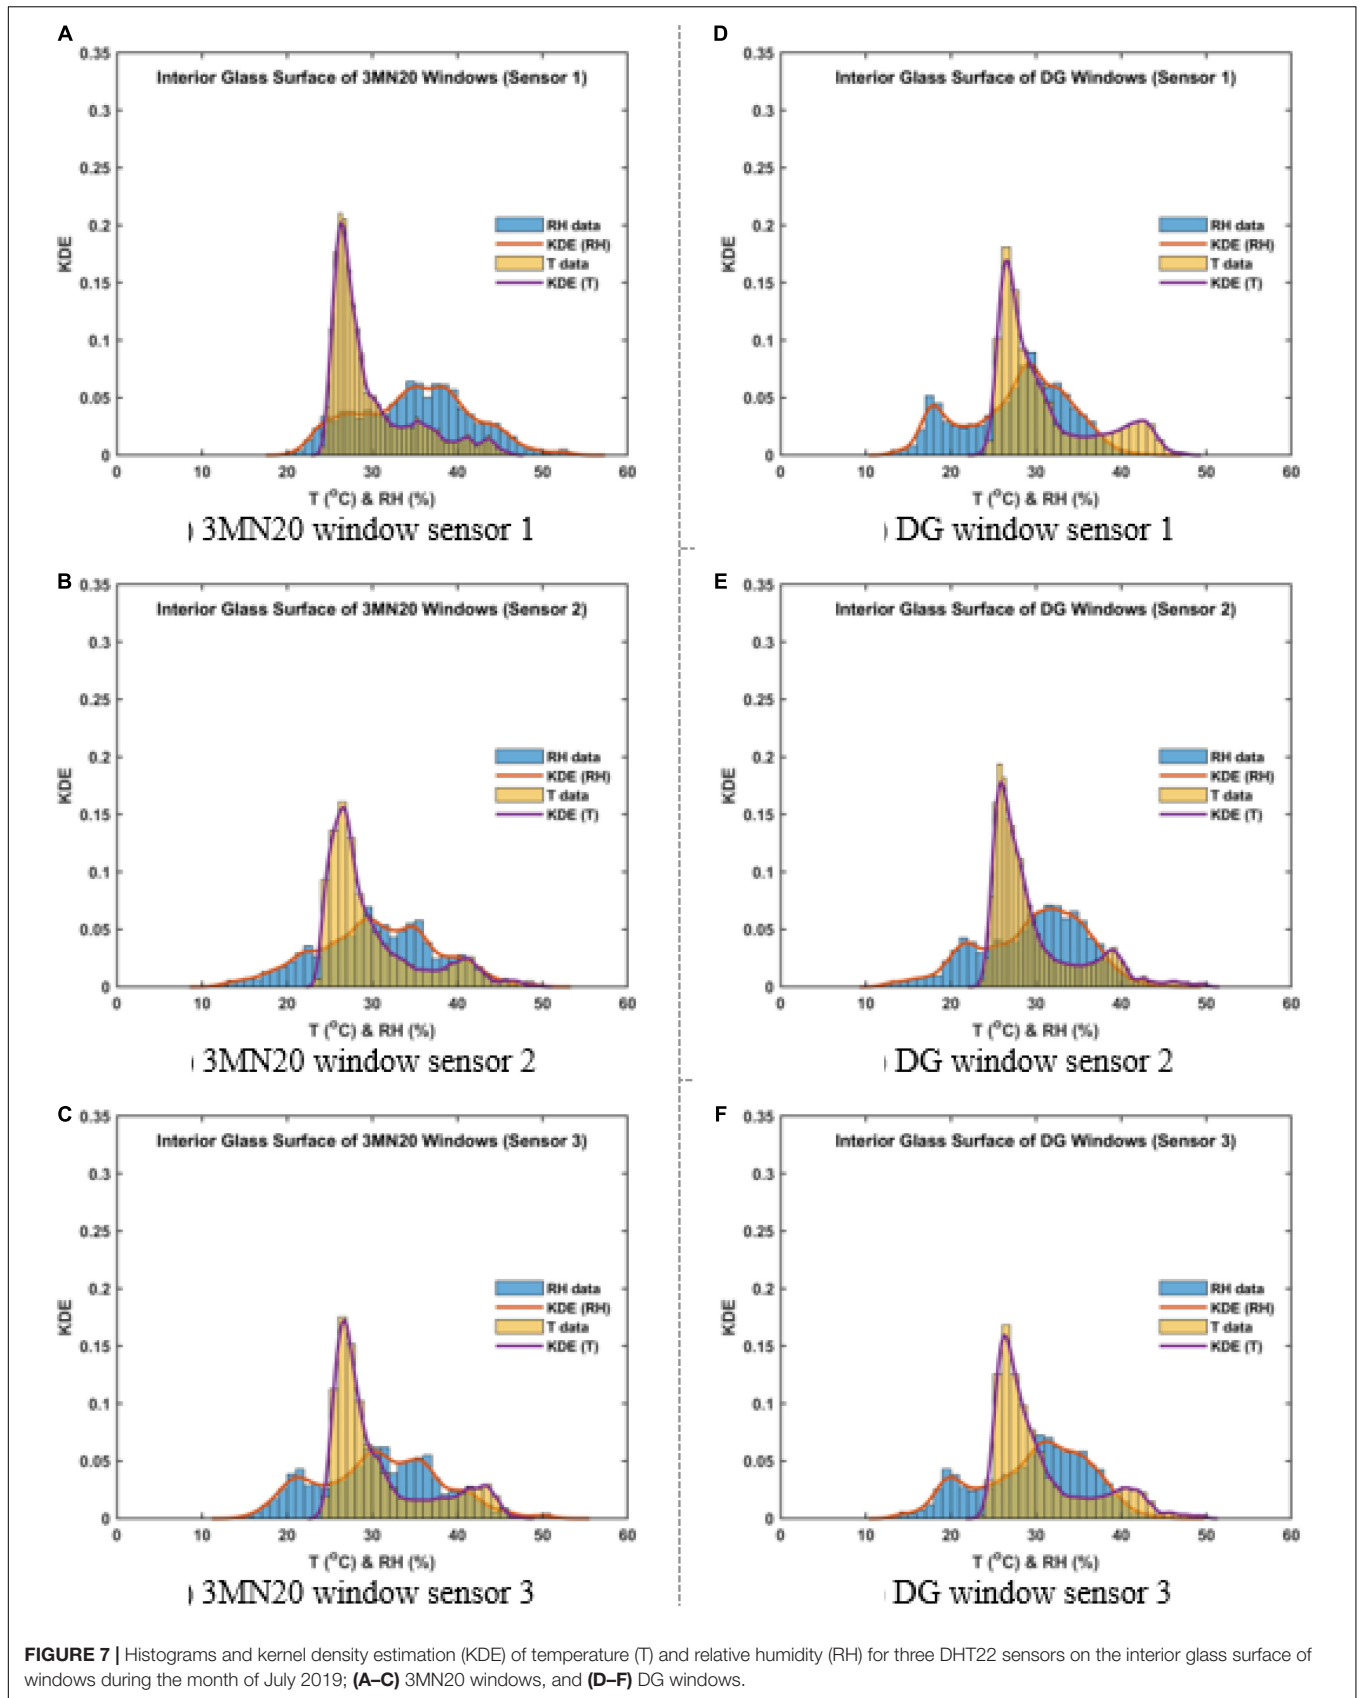 A
0.35
Interior Glass Surface of 3MN20 Windows (Sensor 1)
0.3
0.25
0.2
0.15
0.1
0.05
0
KDE
RH data
KDE (RH)
T data
KDE (T)
0 10 20 30 40 50 60
T (°C) & RH (%)
) 3MN20 window sensor 1
D
0.35
Interior Glass Surface of DG Windows (Sensor 1)
0.3
0.25
0.2
0.15
0.1
0.05
0
KDE
RH data
KDE (RH)
T data
KDE (T)
0 10 20 30 40 50 60
T (°C) & RH (%)
) DG window sensor 1
B
0.35
Interior Glass Surface of 3MN20 Windows (Sensor 2)
0.3
0.25
0.2
0.15
0.1
0.05
0
KDE
RH data
KDE (RH)
T data
KDE (T)
0 10 20 30 40 50 60
T (°C) & RH (%)
) 3MN20 window sensor 2
E
0.35
Interior Glass Surface of DG Windows (Sensor 2)
0.3
0.25
0.2
0.15
0.1
0.05
0
KDE
RH data
KDE (RH)
T data
KDE (T)
0 10 20 30 40 50 60
T (°C) & RH (%)
) DG window sensor 2
C
0.35
Interior Glass Surface of 3MN20 Windows (Sensor 3)
0.3
0.25
0.2
0.15
0.1
0.05
0
KDE
RH data
KDE (RH)
T data
KDE (T)
0 10 20 30 40 50 60
T (°C) & RH (%)
) 3MN20 window sensor 3
F
0.35
Interior Glass Surface of DG Windows (Sensor 3)
0.3
0.25
0.2
0.15
0.1
0.05
0
KDE
RH data
KDE (RH)
T data
KDE (T)
0 10 20 30 40 50 60
T (°C) & RH (%)
) DG window sensor 3
FIGURE 7 | Histograms and kernel density estimation (KDE) of temperature (T) and relative humidity (RH) for three DHT22 sensors on the interior glass surface of
windows during the month of July 2019; (A–C) 3MN20 windows, and (D–F) DG windows.